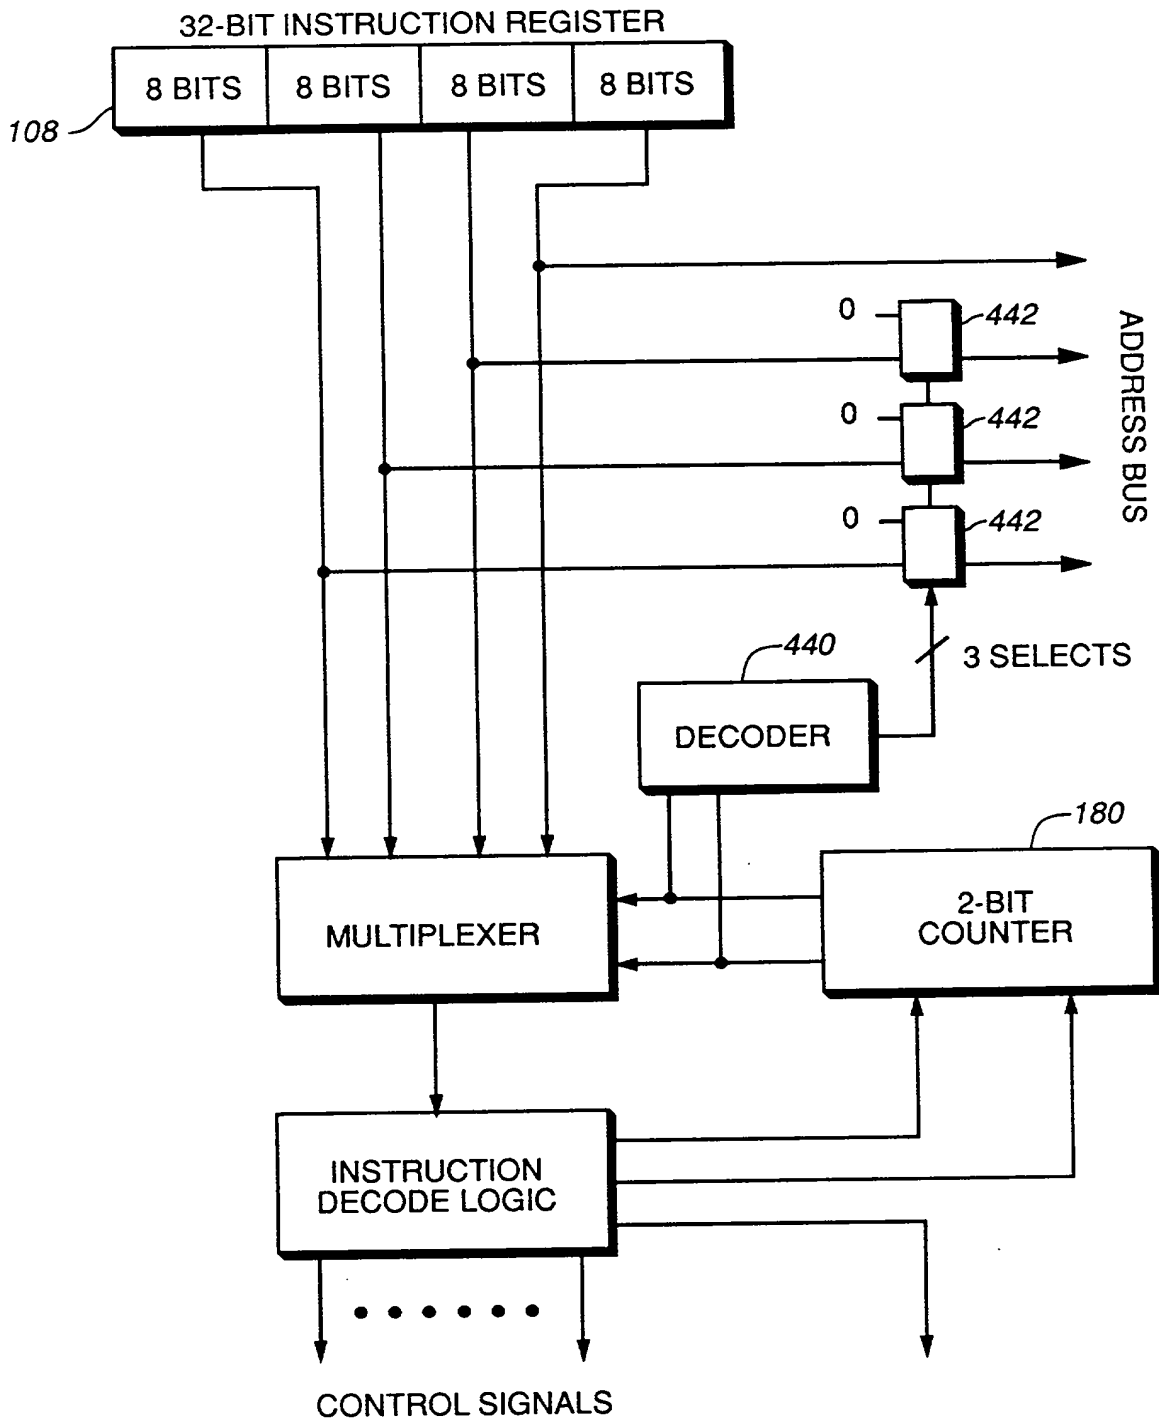 32-BIT INSTRUCTION REGISTER
8 BITS 8 BITS 8 BITS 8 BITS
108
0 442
0 442
0 442
ADDRESS BUS
3 SELECTS
440
DECODER
180
2-BIT
COUNTER
MULTIPLEXER
INSTRUCTION
DECODE LOGIC
CONTROL SIGNALS